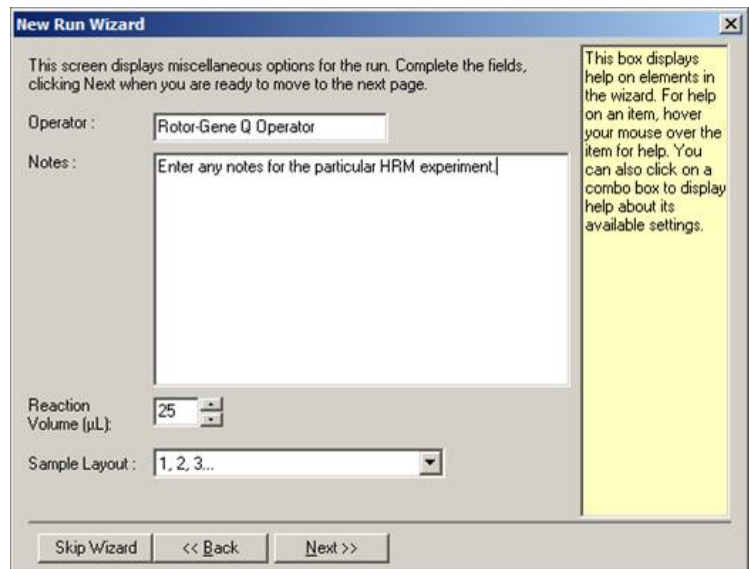 New Run Wizard
This screen displays miscellaneous options for the run. Complete the fields,
clicking Next when you are ready to move to the next page.
Operator :
Rotor-Gene Q Operator
Notes :
Enter any notes for the particular HRM experiment.
Reaction
Volume (µL):
25
Sample Layout :
1, 2, 3...
This box displays
help on elements in
the wizard. For help
on an item, hover
your mouse over the
item for help. You
can also click on a
combo box to display
help about its
available settings.
Skip Wizard
<< Back
Next >>